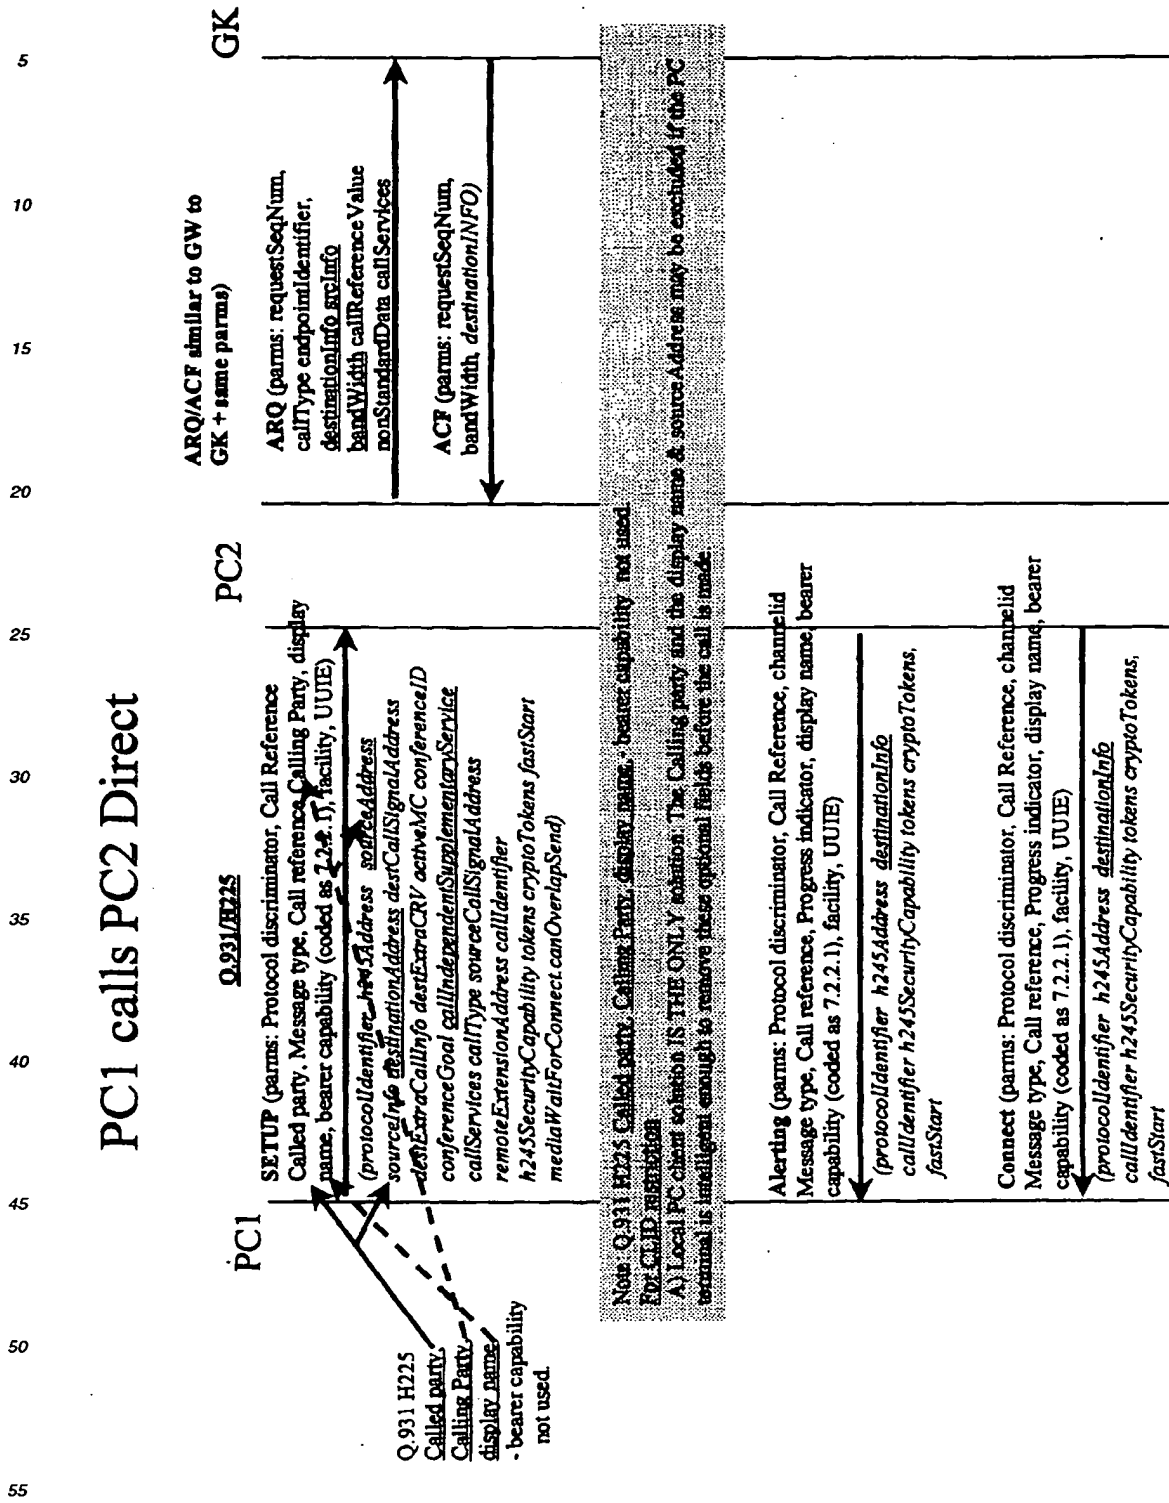 PC1 calls PC2 Direct
PC1
Q.931/H225
PC2
GK
ARQ/ACF similar to GW to
GK + same parms)
SETUP (parms: Protocol discriminator, Call Reference
Called party, Message type, Call reference, Calling Party, display
name, bearer capability (coded as 7.2.2.1), facility, UUIE)
(protocolIdentifier h245Address sourceAddress
sourceInfo destinationAddress destCallSignalAddress
destExtraCallInfo destExtraCRV activeMC conferenceID
conferenceGoal callIndependentSupplementaryService
callServices callType sourceCallSignalAddress
remoteExtensionAddress callIdentifier
h245SecurityCapability tokens cryptoTokens fastStart
mediaWaitForConnect canOverlapSend)
ARQ (parms: requestSeqNum,
callType endpointIdentifier,
destinationInfo srcInfo
bandWidth callReferenceValue
nonStandardData callServices
ACF (parms: requestSeqNum,
bandWidth, destinationINFO)
Q.931 H225
Called party,
Calling Party,
display name
- bearer capability
not used.
Note: Q.931 H225 Called party, Calling Party, display name, - bearer capability not used.
For CLID restriction
A) Local PC client solution IS THE ONLY solution: The Calling party and the display name & sourceAddress may be excluded if the PC
terminal is intelligent enough to remove these optional fields before the call is made
Alerting (parms: Protocol discriminator, Call Reference, channelid
Message type, Call reference, Progress indicator, display name, bearer
capability (coded as 7.2.2.1), facility, UUIE)
(protocolIdentifier h245Address destinationInfo
callIdentifier h245SecurityCapability tokens cryptoTokens,
fastStart
Connect (parms: Protocol discriminator, Call Reference, channelid
Message type, Call reference, Progress indicator, display name, bearer
capability (coded as 7.2.2.1), facility, UUIE)
(protocolIdentifier h245Address destinationInfo
callIdentifier h245SecurityCapability tokens cryptoTokens,
fastStart
5
10
15
20
25
30
35
40
45
50
55